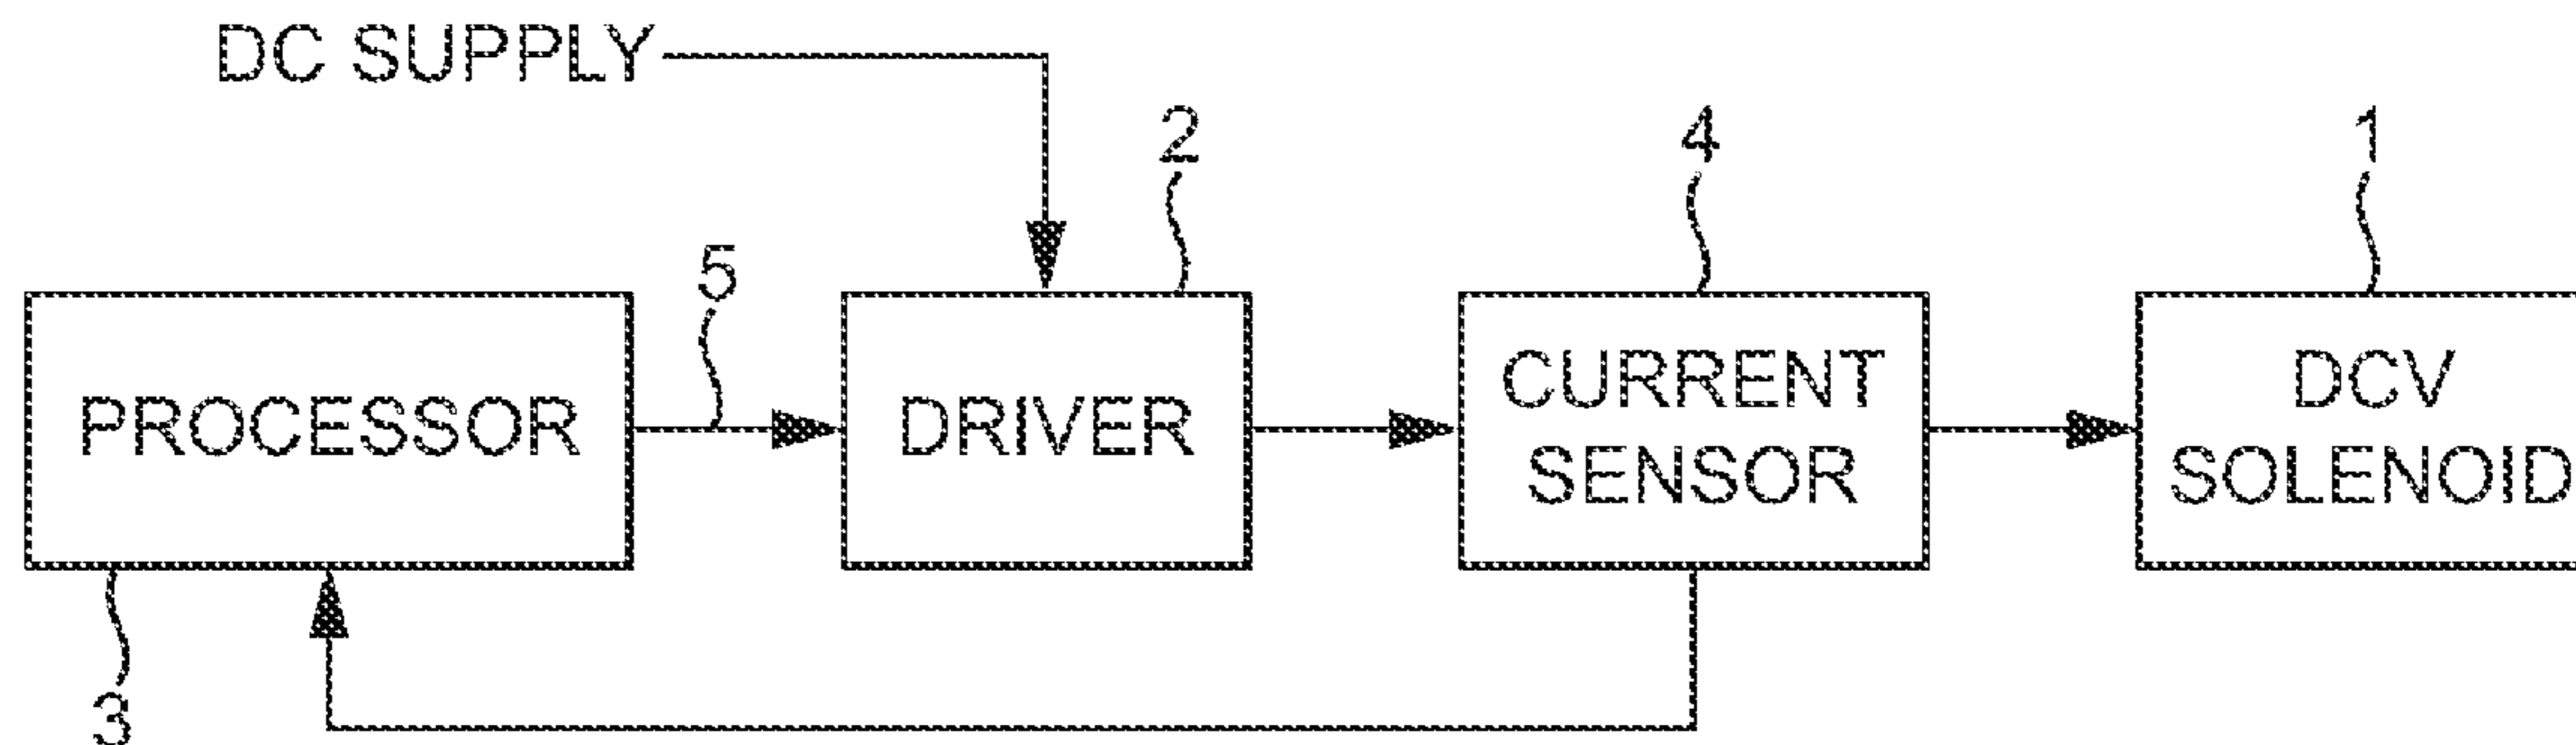 DC SUPPLY
2
4
1
5
PROCESSOR
DRIVER
CURRENT
SENSOR
DCV
SOLENOID
3